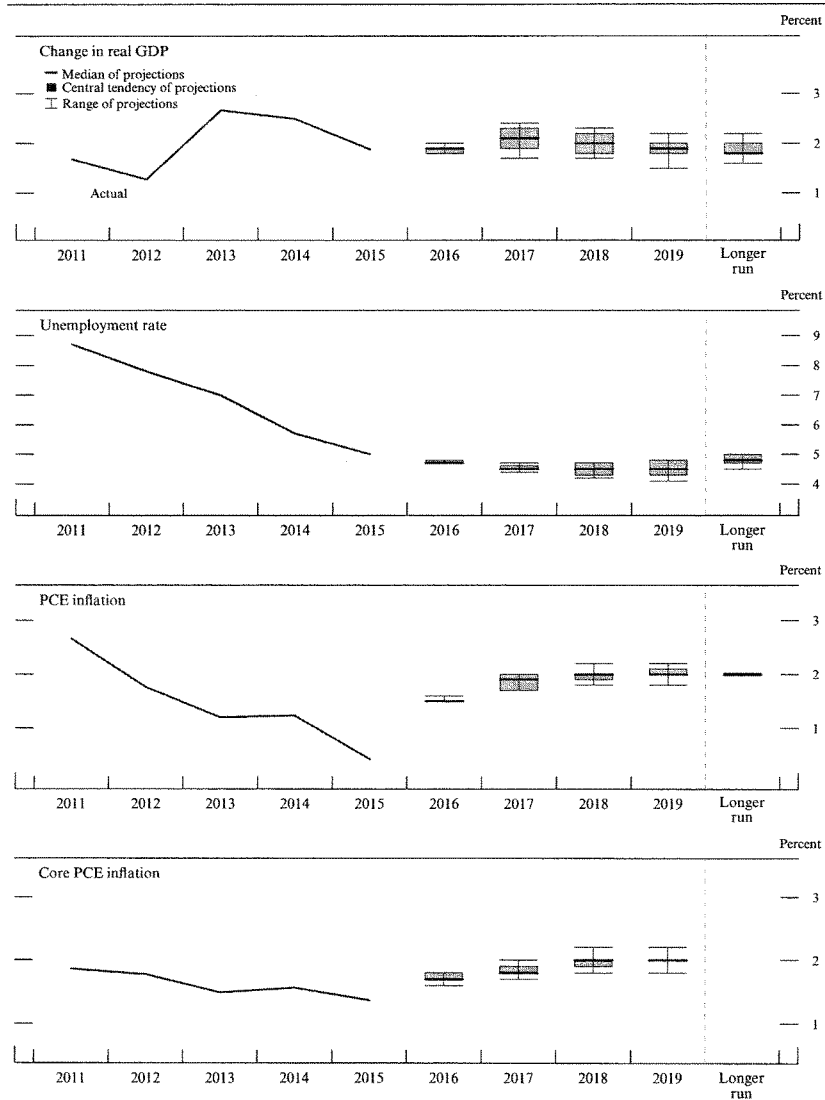 Percent
Change in real GDP
Median of projections
Central tendency of projections
Range of projections
3
2
Actual
1
2011 2012 2013 2014 2015 2016 2017 2018 2019 Longer run
Percent
Unemployment rate
9
8
7
6
5
4
2011 2012 2013 2014 2015 2016 2017 2018 2019 Longer run
Percent
PCE inflation
3
2
1
2011 2012 2013 2014 2015 2016 2017 2018 2019 Longer run
Percent
Core PCE inflation
3
2
1
2011 2012 2013 2014 2015 2016 2017 2018 2019 Longer run